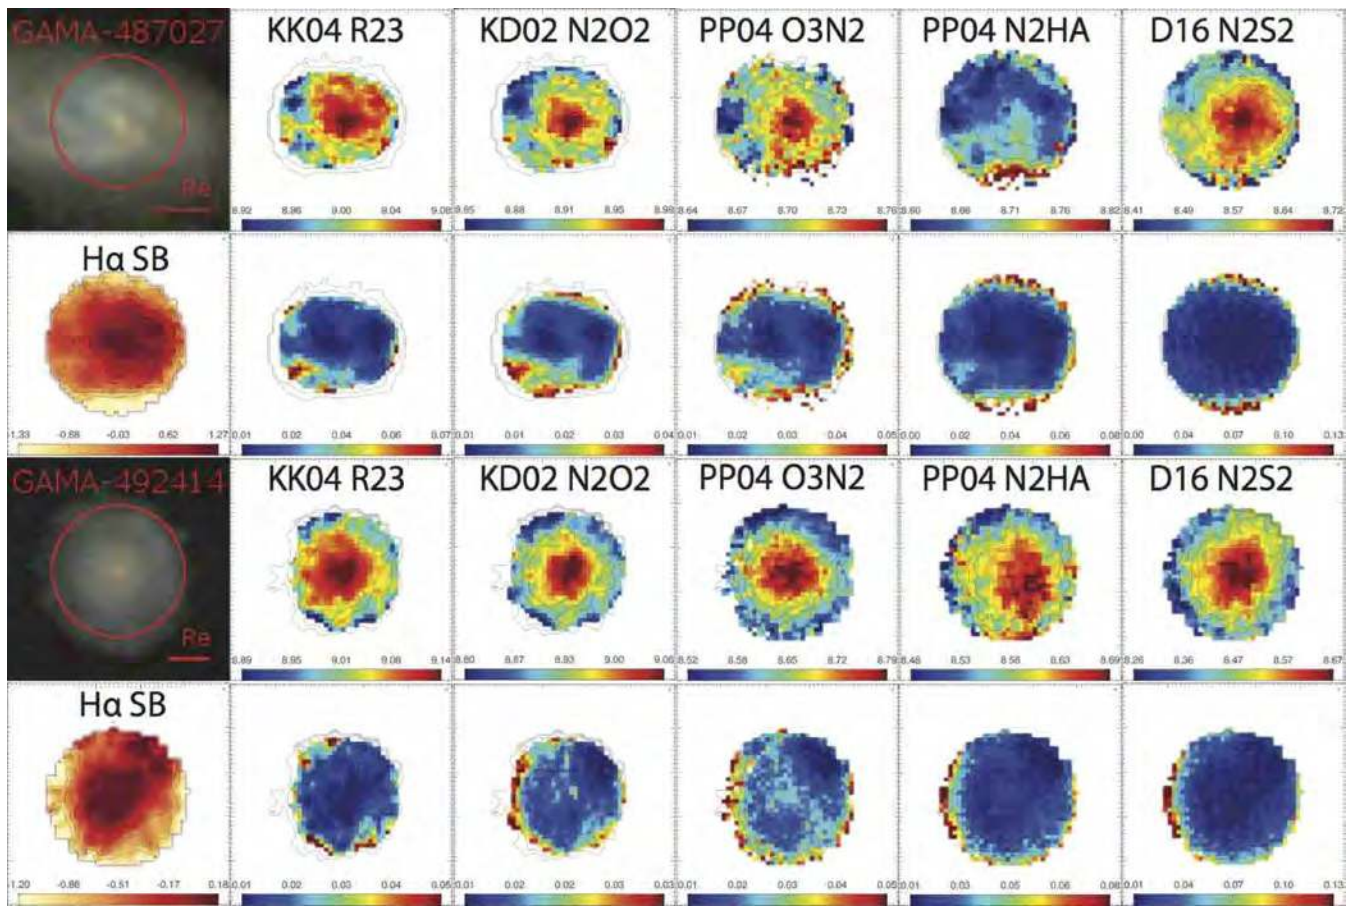 GAMA-487027 KK04 R23 KD02 N2O2 PP04 O3N2 PP04 N2HA D16 N2S2
Re
8.92 8.96 9.00 9.04 9.08 8.85 8.88 8.91 8.95 8.98 8.64 8.67 8.70 8.73 8.76 8.60 8.66 8.71 8.76 8.82 8.41 8.49 8.57 8.64 8.72
Hα SB
-1.33 -0.68 -0.03 0.62 1.27 0.01 0.02 0.04 0.06 0.07 0.01 0.02 0.03 0.04 0.01 0.02 0.03 0.04 0.05 0.00 0.02 0.04 0.06 0.08 0.00 0.04 0.07 0.10 0.13
GAMA-492414 KK04 R23 KD02 N2O2 PP04 O3N2 PP04 N2HA D16 N2S2
Re
8.89 8.95 9.01 9.08 9.14 8.80 8.87 8.93 9.00 9.06 8.52 8.58 8.65 8.72 8.79 8.48 8.53 8.58 8.63 8.69 8.26 8.36 8.47 8.57 8.67
Hα SB
-1.20 -0.86 -0.51 -0.17 0.18 0.01 0.02 0.03 0.04 0.05 0.01 0.02 0.02 0.03 0.04 0.01 0.02 0.03 0.04 0.05 0.01 0.03 0.05 0.06 0.08 0.01 0.04 0.07 0.10 0.13